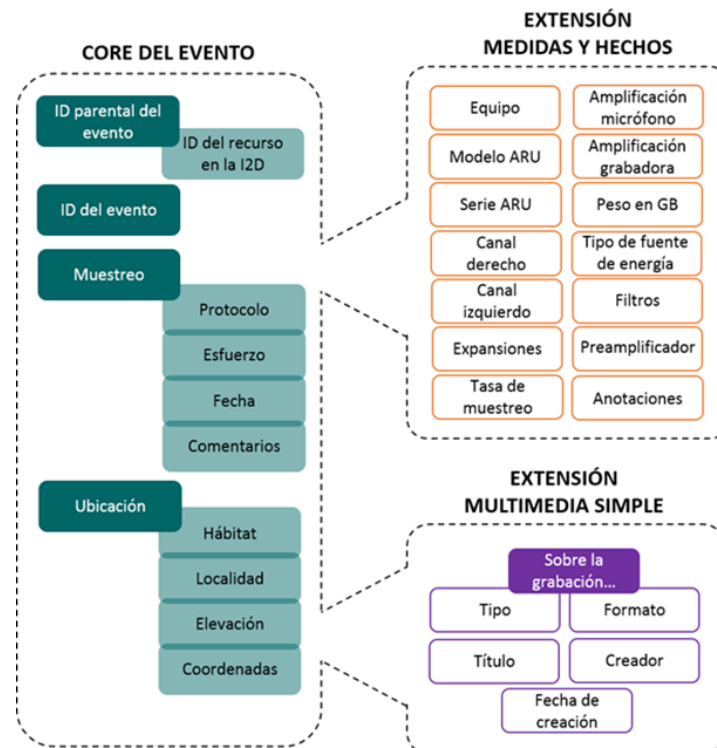 CORE DEL EVENTO
ID parental del
evento
ID del recurso
en la I2D
ID del evento
Muestreo
Protocolo
Esfuerzo
Fecha
Comentarios
Ubicación
Hábitat
Localidad
Elevación
Coordenadas
EXTENSIÓN
MEDIDAS Y HECHOS
Equipo
Amplificación
micrófono
Modelo ARU
Amplificación
grabadora
Serie ARU
Peso en GB
Canal
derecho
Tipo de fuente
de energía
Canal
izquierdo
Filtros
Expansiones
Preamplificador
Tasa de
muestreo
Anotaciones
EXTENSIÓN
MULTIMEDIA SIMPLE
Sobre la
grabación...
Tipo
Formato
Título
Creador
Fecha de
creación